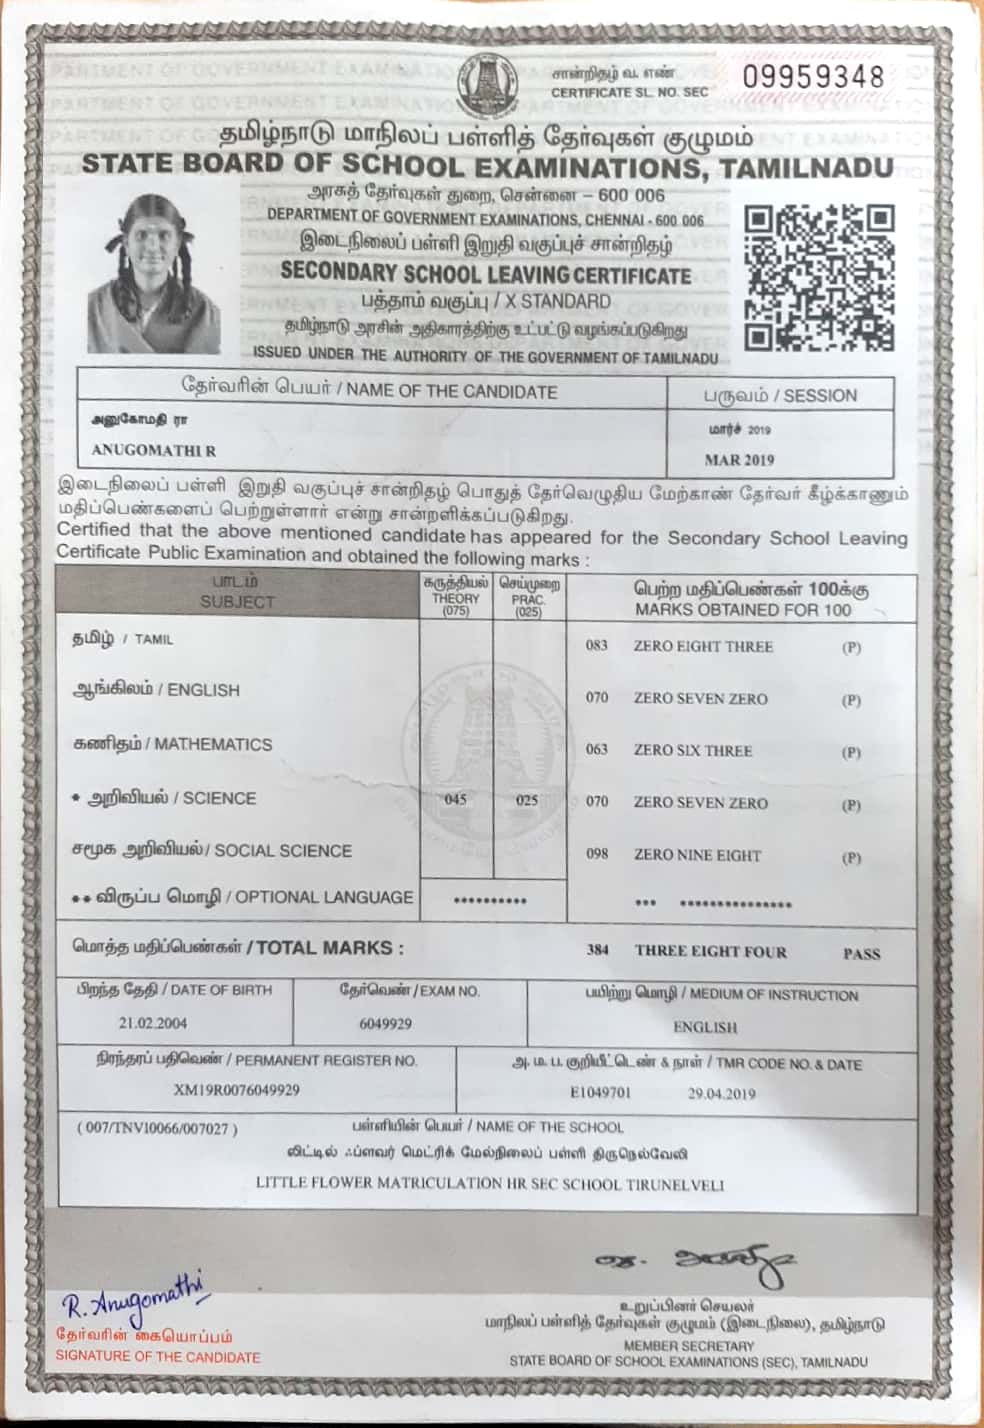 சான்றிதழ் வ. எண்
CERTIFICATE SL. NO. SEC 09959348
தமிழ்நாடு மாநிலப் பள்ளித் தேர்வுகள் குழுமம்
STATE BOARD OF SCHOOL EXAMINATIONS, TAMILNADU
அரசுத் தேர்வுகள் துறை, சென்னை – 600 006
DEPARTMENT OF GOVERNMENT EXAMINATIONS, CHENNAI - 600 006
இடைநிலைப் பள்ளி இறுதி வகுப்புச் சான்றிதழ்
SECONDARY SCHOOL LEAVING CERTIFICATE
பத்தாம் வகுப்பு / X STANDARD
தமிழ்நாடு அரசின் அதிகாரத்திற்கு உட்பட்டு வழங்கப்படுகிறது
ISSUED UNDER THE AUTHORITY OF THE GOVERNMENT OF TAMILNADU
தேர்வரின் பெயர் / NAME OF THE CANDIDATE பருவம் / SESSION
அனுகோமதி ரா மார்ச் 2019
ANUGOMATHI R MAR 2019
இடைநிலைப் பள்ளி இறுதி வகுப்புச் சான்றிதழ் பொதுத் தேர்வெழுதிய மேற்காண் தேர்வர் கீழ்க்காணும்
மதிப்பெண்களைப் பெற்றுள்ளார் என்று சான்றளிக்கப்படுகிறது.
Certified that the above mentioned candidate has appeared for the Secondary School Leaving
Certificate Public Examination and obtained the following marks :
பாடம் கருத்தியல் செய்முறை பெற்ற மதிப்பெண்கள் 100க்கு
SUBJECT THEORY PRAC. MARKS OBTAINED FOR 100
(075) (025)
தமிழ் / TAMIL 083 ZERO EIGHT THREE (P)
ஆங்கிலம் / ENGLISH 070 ZERO SEVEN ZERO (P)
கணிதம் / MATHEMATICS 063 ZERO SIX THREE (P)
* அறிவியல் / SCIENCE 045 025 070 ZERO SEVEN ZERO (P)
சமூக அறிவியல்/ SOCIAL SCIENCE 098 ZERO NINE EIGHT (P)
** விருப்ப மொழி / OPTIONAL LANGUAGE ********** *** ***************
மொத்த மதிப்பெண்கள் / TOTAL MARKS : 384 THREE EIGHT FOUR PASS
பிறந்த தேதி / DATE OF BIRTH தேர்வெண் / EXAM NO. பயிற்று மொழி / MEDIUM OF INSTRUCTION
21.02.2004 6049929 ENGLISH
நிரந்தரப் பதிவெண் / PERMANENT REGISTER NO. அ. ம. ப. குறியீட்டெண் & நாள் / TMR CODE NO. & DATE
XM19R0076049929 E1049701 29.04.2019
( 007/TNV10066/007027 ) பள்ளியின் பெயர் / NAME OF THE SCHOOL
லிட்டில் ஃப்ளவர் மெட்ரிக் மேல்நிலைப் பள்ளி திருநெல்வேலி
LITTLE FLOWER MATRICULATION HR SEC SCHOOL TIRUNELVELI
R. Anugomathi
தேர்வரின் கையொப்பம்
SIGNATURE OF THE CANDIDATE
உறுப்பினர் செயலர்
மாநிலப் பள்ளித் தேர்வுகள் குழுமம் (இடைநிலை), தமிழ்நாடு
MEMBER SECRETARY
STATE BOARD OF SCHOOL EXAMINATIONS (SEC), TAMILNADU